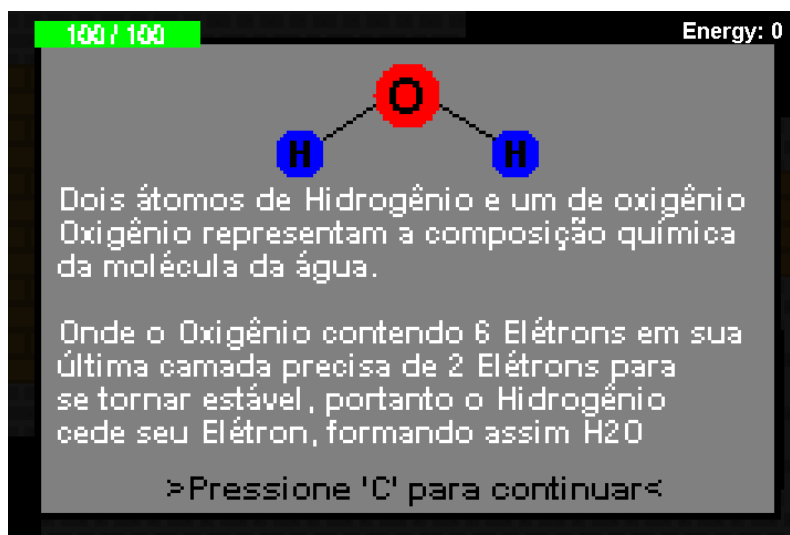 100 / 100
Energy: 0
O
H H
Dois átomos de Hidrogênio e um de oxigênio
Oxigênio representam a composição química
da molécula da água.
Onde o Oxigênio contendo 6 Elétrons em sua
última camada precisa de 2 Elétrons para
se tornar estável, portanto o Hidrogênio
cede seu Elétron, formando assim H2O
>Pressione 'C' para continuar<